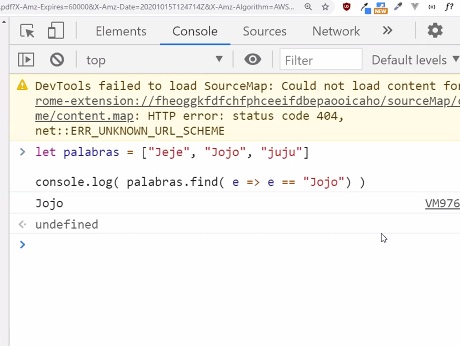 .pdf?X-Amz-Expires=60000&X-Amz-Date=20201015T124714Z&X-Amz-Algorithm=AWS...
NEW
Elements Console Sources Network »
top Filter Default levels
DevTools failed to load SourceMap: Could not load content for
rome-extension://fheoggkfdfchfphceeifdbepaooicaho/sourceMap/c
me/content.map: HTTP error: status code 404,
net::ERR_UNKNOWN_URL_SCHEME
> let palabras = ["Jeje", "Jojo", "juju"]
console.log( palabras.find( e => e == "Jojo") )
Jojo VM976
undefined
>